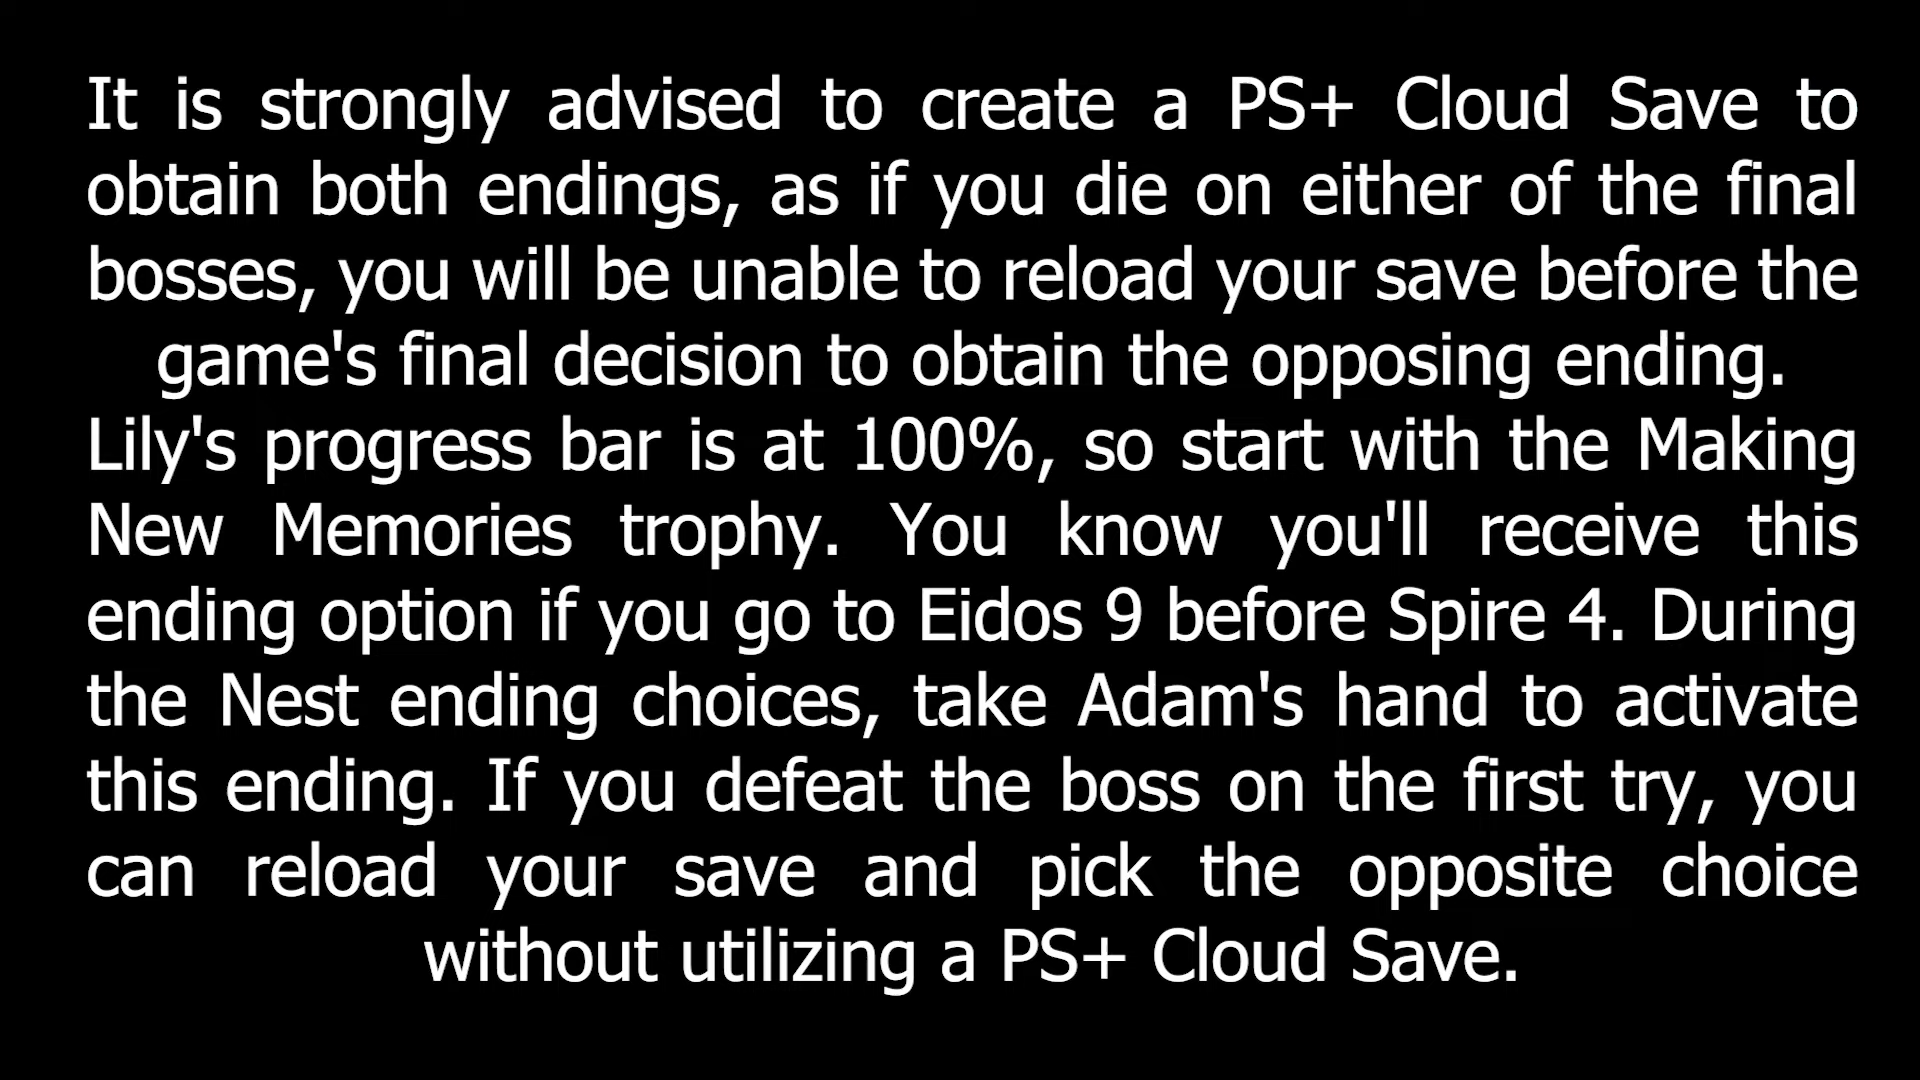 It is strongly advised to create a PS+ Cloud Save to
obtain both endings, as if you die on either of the final
bosses, you will be unable to reload your save before the
game's final decision to obtain the opposing ending.
Lily's progress bar is at 100%, so start with the Making
New Memories trophy. You know you'll receive this
ending option if you go to Eidos 9 before Spire 4. During
the Nest ending choices, take Adam's hand to activate
this ending. If you defeat the boss on the first try, you
can reload your save and pick the opposite choice
without utilizing a PS+ Cloud Save.